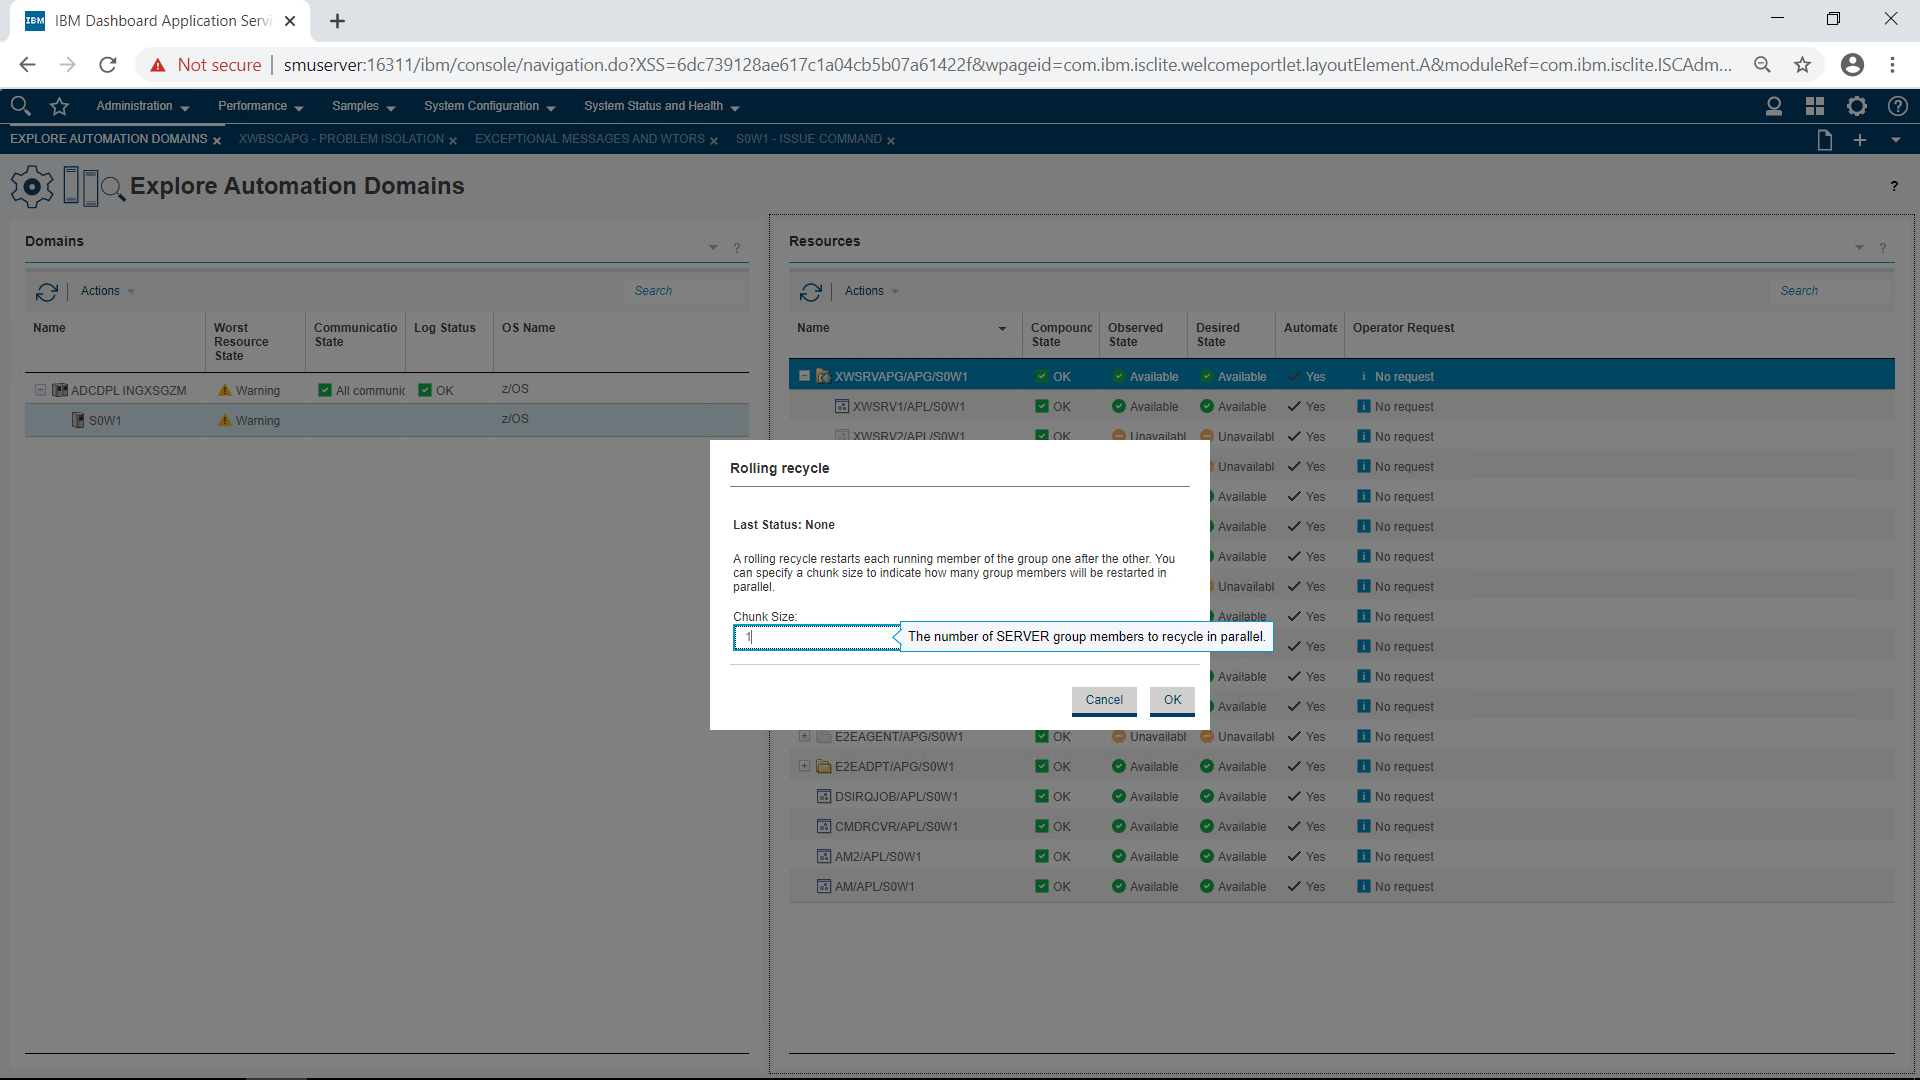 IBM Dashboard Application Servi
Not secure
smuserver:16311/ibm/console/navigation.do?XSS=6dc739128ae617c1a04cb5b07a61422f&wpageid=com.ibm.isclite.welcomeportlet.layoutElement.A&moduleRef=com.ibm.isclite.ISCAdm...
Administration Performance Samples System Configuration System Status and Health
EXPLORE AUTOMATION DOMAINS XWBSCAPG - PROBLEM ISOLATION EXCEPTIONAL MESSAGES AND WTORS S0W1 - ISSUE COMMAND
Explore Automation Domains
?
Domains
?
Actions
Search
Name
Worst Resource State
Communicatio State
Log Status
OS Name
ADCDPL INGXSGZM Warning All communic OK z/OS
S0W1 Warning z/OS
Resources
?
Actions
Search
Name
Compound State
Observed State
Desired State
Automate
Operator Request
XWSRVAPG/APG/S0W1 OK Available Available Yes No request
XWSRV1/APL/S0W1 OK Available Available Yes No request
XWSRV2/APL/S0W1 OK Unavailabl Unavailabl Yes No request
Unavailabl Yes No request
Available Yes No request
Available Yes No request
Available Yes No request
Unavailabl Yes No request
Available Yes No request
Available Yes No request
Available Yes No request
Available Yes No request
E2EAGENT/APG/S0W1 OK Unavailabl Unavailabl Yes No request
E2EADPT/APG/S0W1 OK Available Available Yes No request
DSIRQJOB/APL/S0W1 OK Available Available Yes No request
CMDRCVR/APL/S0W1 OK Available Available Yes No request
AM2/APL/S0W1 OK Available Available Yes No request
AM/APL/S0W1 OK Available Available Yes No request
Rolling recycle
Last Status: None
A rolling recycle restarts each running member of the group one after the other. You
can specify a chunk size to indicate how many group members will be restarted in
parallel.
Chunk Size:
1
The number of SERVER group members to recycle in parallel.
Cancel OK